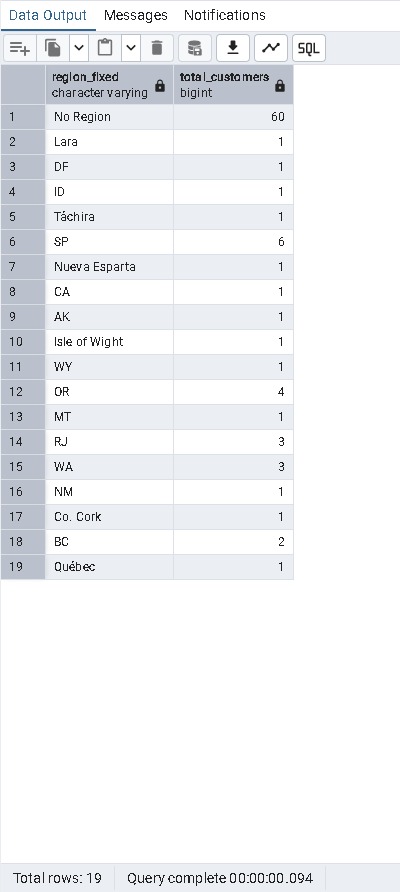 Data Output Messages Notifications
SQL
region_fixed total_customers
character varying bigint
1 No Region 60
2 Lara 1
3 DF 1
4 ID 1
5 Táchira 1
6 SP 6
7 Nueva Esparta 1
8 CA 1
9 AK 1
10 Isle of Wight 1
11 WY 1
12 OR 4
13 MT 1
14 RJ 3
15 WA 3
16 NM 1
17 Co. Cork 1
18 BC 2
19 Québec 1
Total rows: 19 Query complete 00:00:00.094